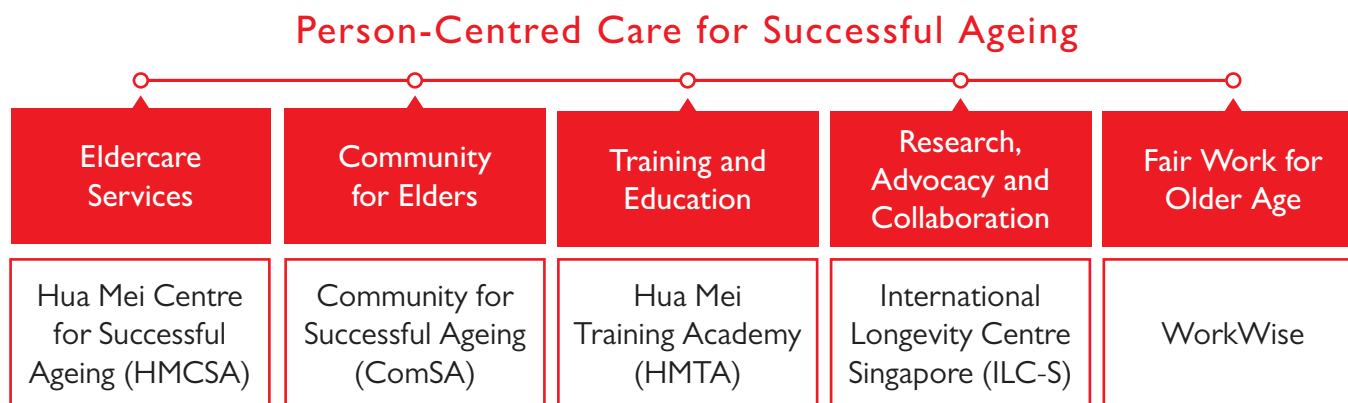 Person-Centred Care for Successful Ageing
Eldercare
Services
Community
for Elders
Training and
Education
Research,
Advocacy and
Collaboration
Fair Work for
Older Age
Hua Mei Centre
for Successful
Ageing (HMCSA)
Community for
Successful Ageing
(ComSA)
Hua Mei
Training Academy
(HMTA)
International
Longevity Centre
Singapore (ILC-S)
WorkWise